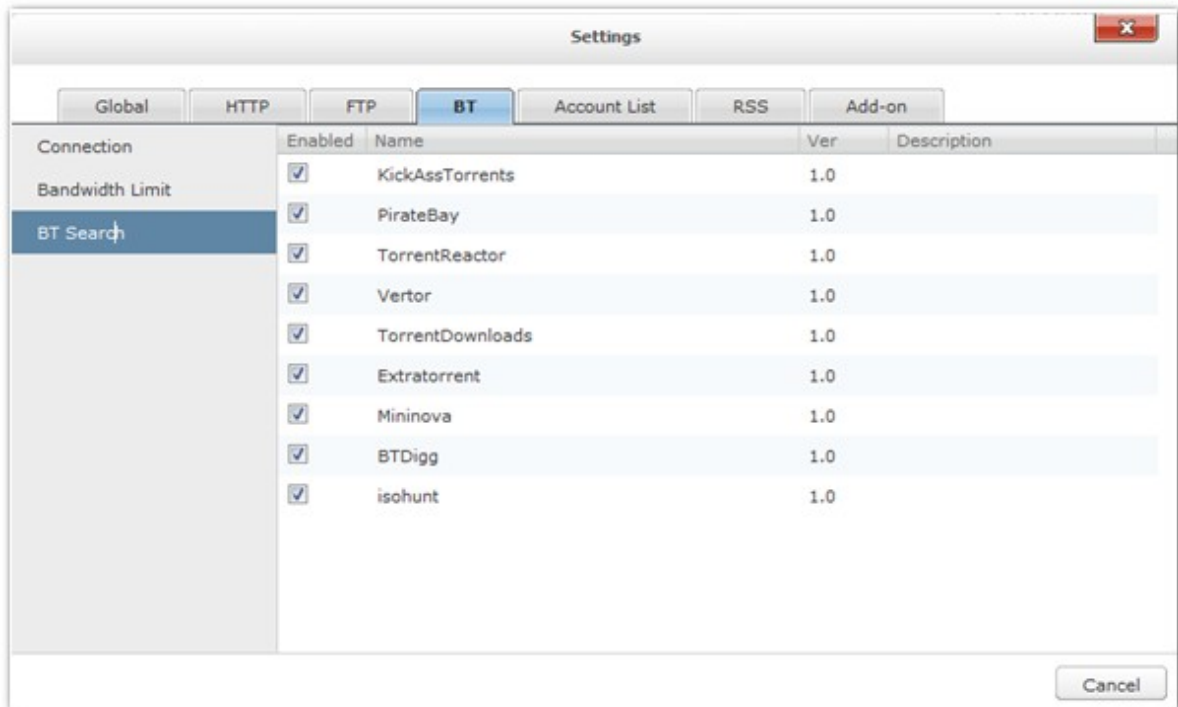 Settings
Global HTTP FTP BT Account List RSS Add-on
Connection
Bandwidth Limit
BT Search
Enabled Name Ver Description
KickAssTorrents 1.0
PirateBay 1.0
TorrentReactor 1.0
Vertor 1.0
TorrentDownloads 1.0
Extratorrent 1.0
Mininova 1.0
BTDigg 1.0
isohunt 1.0
Cancel